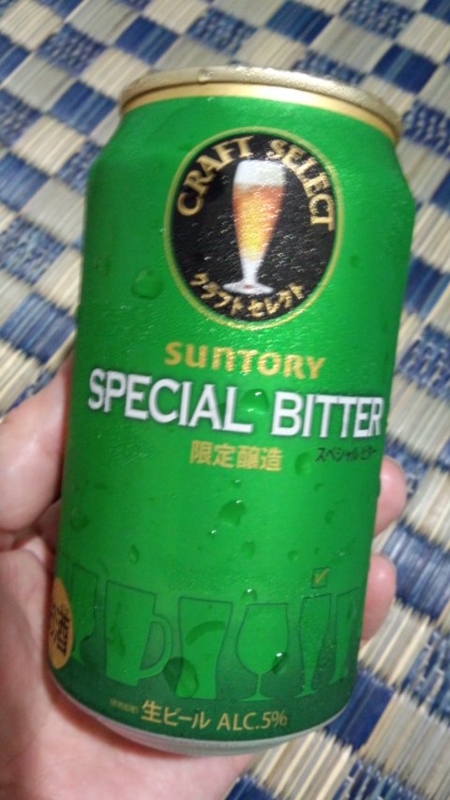 CRAFT SELECT
クラフトセレクト
SUNTORY
SPECIAL BITTER
限定醸造 スペシャルビター
生ビール ALC.5%